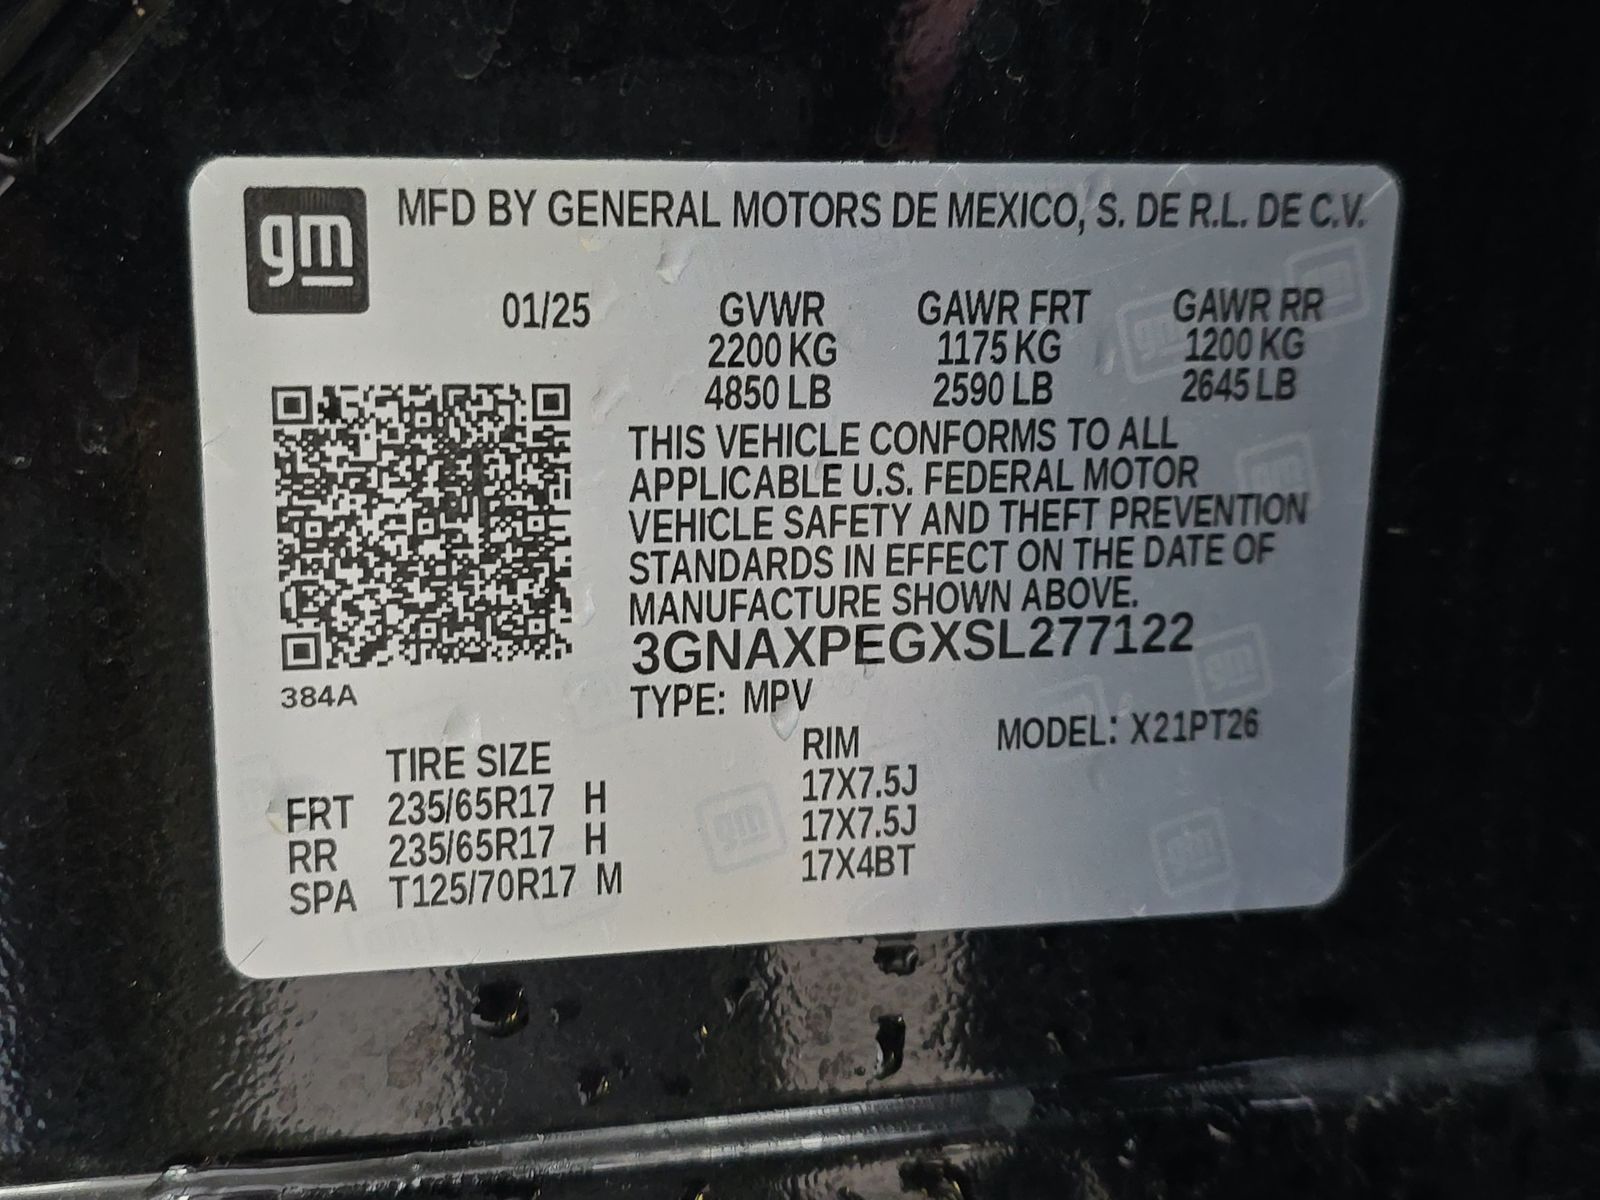 gm
MFD BY GENERAL MOTORS DE MEXICO, S. DE R.L. DE C.V.
01/25 GVWR GAWR FRT GAWR RR
2200 KG 1175 KG 1200 KG
4850 LB 2590 LB 2645 LB
THIS VEHICLE CONFORMS TO ALL
APPLICABLE U.S. FEDERAL MOTOR
VEHICLE SAFETY AND THEFT PREVENTION
STANDARDS IN EFFECT ON THE DATE OF
MANUFACTURE SHOWN ABOVE.
3GNAXPEGXSL277122
384A
TYPE: MPV
MODEL: X21PT26
TIRE SIZE RIM
FRT 235/65R17 H 17X7.5J
RR 235/65R17 H 17X7.5J
SPA T125/70R17 M 17X4BT